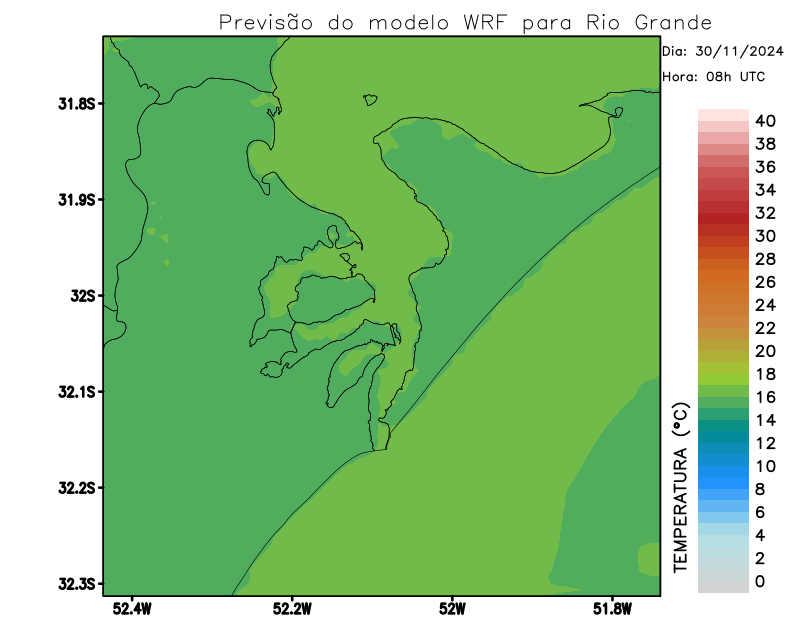 Previsão do modelo WRF para Rio Grande
Dia: 30/11/2024
Hora: 08h UTC
31.8S
31.9S
32S
32.1S
32.2S
32.3S
52.4W
52.2W
52W
51.8W
TEMPERATURA (°C)
40
38
36
34
32
30
28
26
24
22
20
18
16
14
12
10
8
6
4
2
0